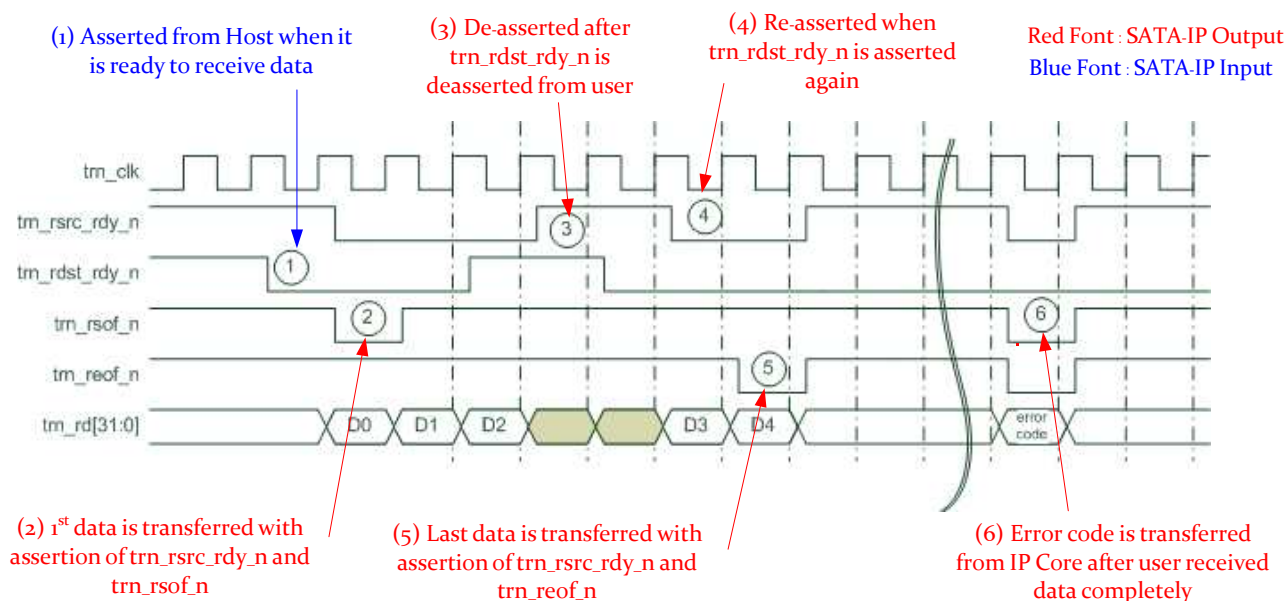 (1) Asserted from Host when it
is ready to receive data
(3) De-asserted after
trn_rdst_rdy_n is
deasserted from user
(4) Re-asserted when
trn_rdst_rdy_n is asserted
again
Red Font : SATA-IP Output
Blue Font : SATA-IP Input
trn_clk
trn_rsrc_rdy_n
3
4
trn_rdst_rdy_n
1
trn_rsof_n
2
6
trn_reof_n
5
trn_rd[31:0]
D0
D1
D2
D3
D4
error
code
(2) 1st data is transferred with
assertion of trn_rsrc_rdy_n and
trn_rsof_n
(5) Last data is transferred with
assertion of trn_rsrc_rdy_n and
trn_reof_n
(6) Error code is transferred
from IP Core after user received
data completely